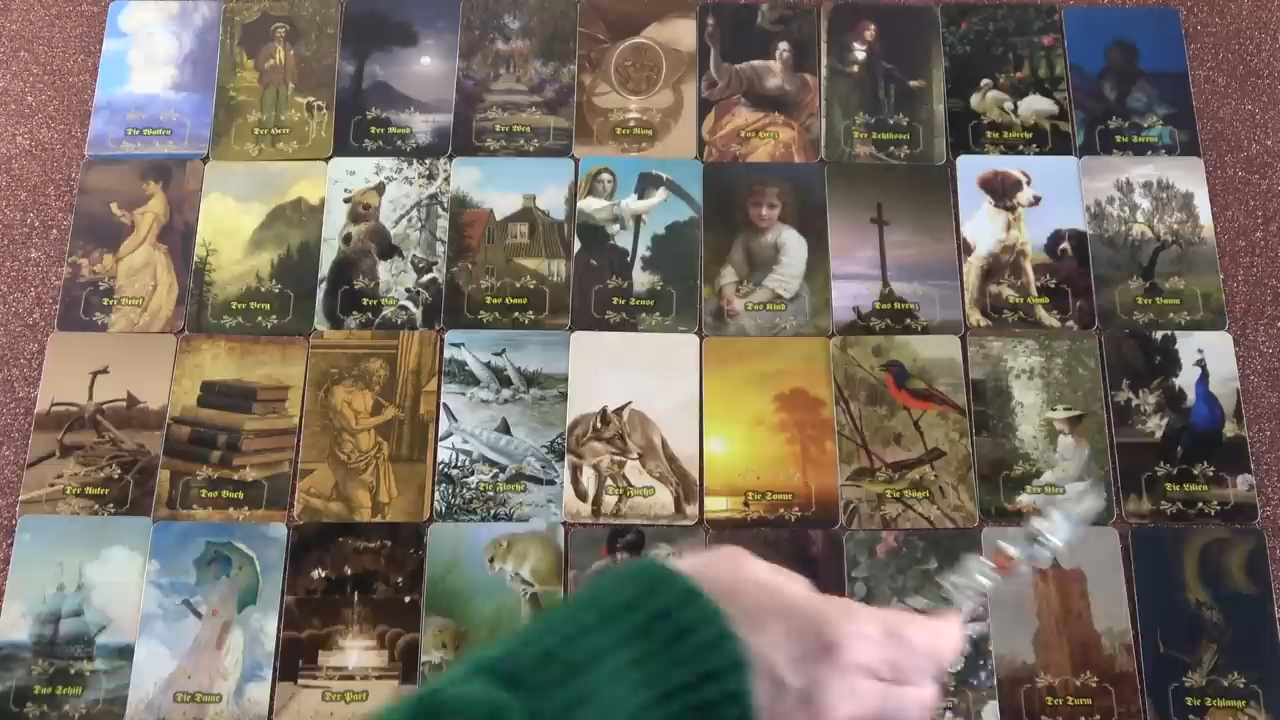 Die Wolken
Der Herr
Der Mond
Der Weg
Der Ring
Das Herz
Der Schlüssel
Die Störche
Die Sterne
Der Brief
Der Berg
Der Bär
Das Haus
Die Sense
Das Kind
Das Kreuz
Der Hund
Der Baum
Der Anker
Das Buch
Die Fische
Der Fuchs
Die Sonne
Die Vögel
Der Klee
Die Lilien
Das Schiff
Die Dame
Der Park
Der Turm
Die Schlange